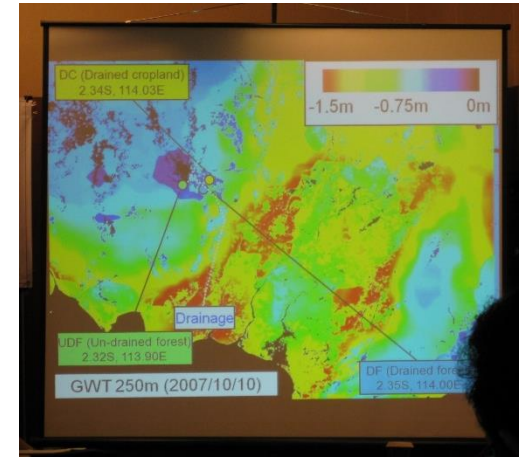 DC (Drained cropland)
2.34S, 114.03E
-1.5m -0.75m 0m
Drainage
UDF (Un-drained forest)
2.32S, 113.90E
DF (Drained
2.35S, 114.00E
GWT 250m (2007/10/10)